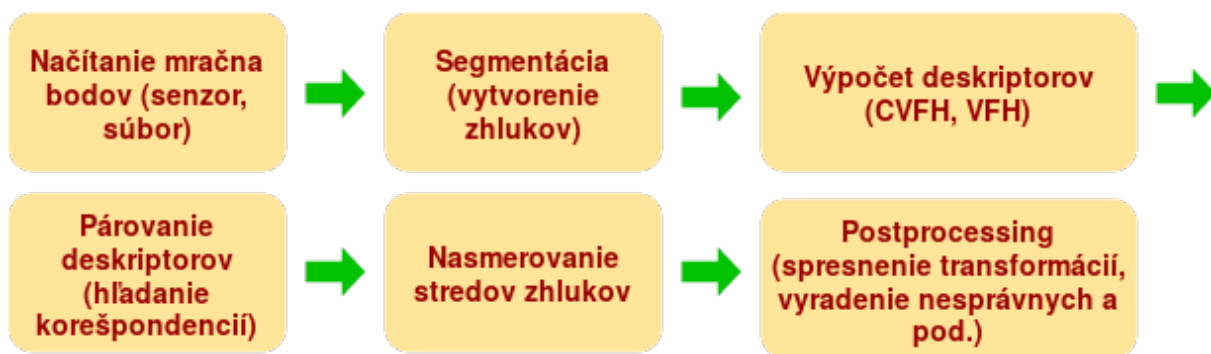 Načítanie mračna
bodov (senzor,
súbor)
Segmentácia
(vytvorenie
zhlukov)
Výpočet deskriptorov
(CVFH, VFH)
Párovanie
deskriptorov
(hľadanie
korešpondencií)
Nasmerovanie
stredov zhlukov
Postprocessing
(spresnenie transformácií,
vyradenie nesprávnych a
pod.)